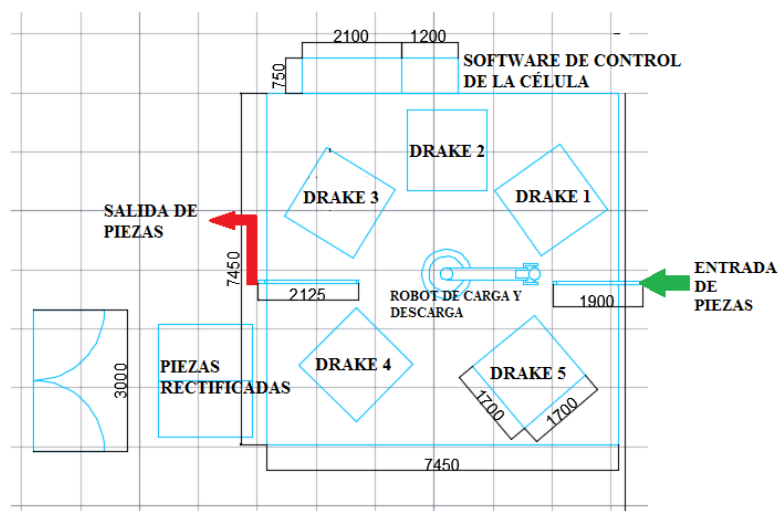 2100
1200
750
SOFTWARE DE CONTROL
DE LA CÉLULA
DRAKE 2
DRAKE 3
DRAKE 1
SALIDA DE
PIEZAS
7450
2125
ROBOT DE CARGA Y
DESCARGA
1900
ENTRADA
DE
PIEZAS
3000
PIEZAS
RECTIFICADAS
DRAKE 4
DRAKE 5
1700
1700
7450